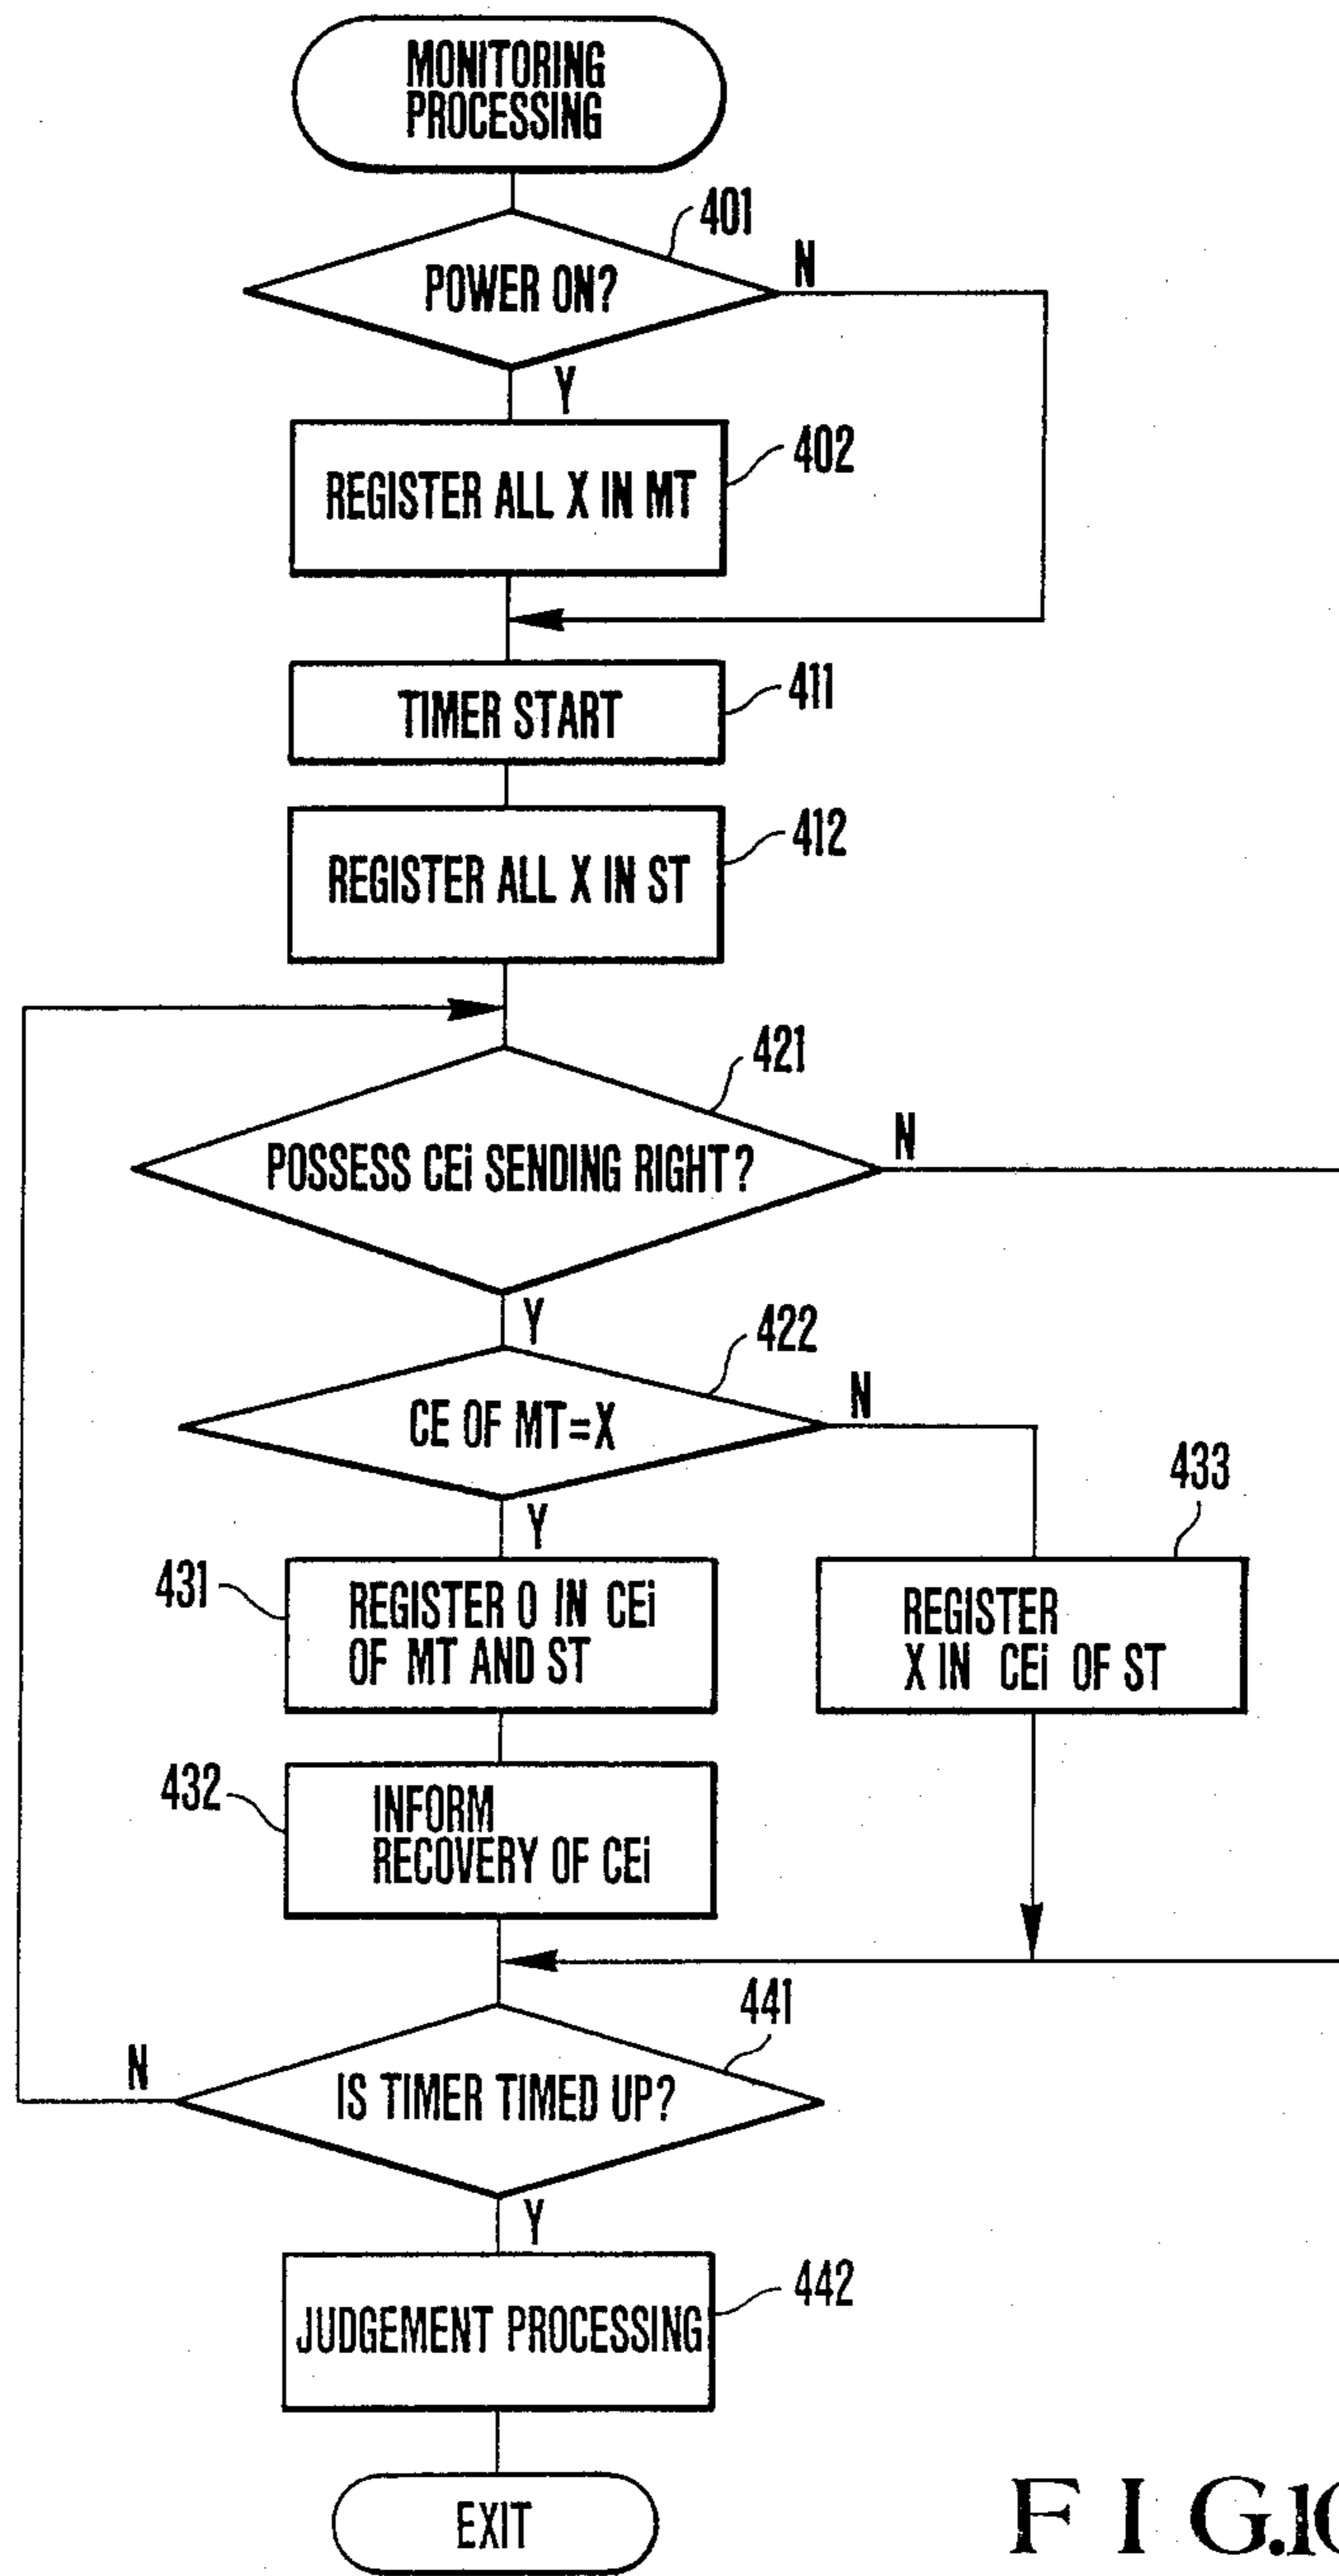 MONITORING
PROCESSING
401
POWER ON?
N
Y
402
REGISTER ALL X IN MT
411
TIMER START
412
REGISTER ALL X IN ST
421
POSSESS CEi SENDING RIGHT?
N
Y
422
CE OF MT=X
N
Y
433
431
REGISTER 0 IN CEi
OF MT AND ST
REGISTER
X IN CEi OF ST
432
INFORM
RECOVERY OF CEi
441
N
IS TIMER TIMED UP?
Y
442
JUDGEMENT PROCESSING
EXIT